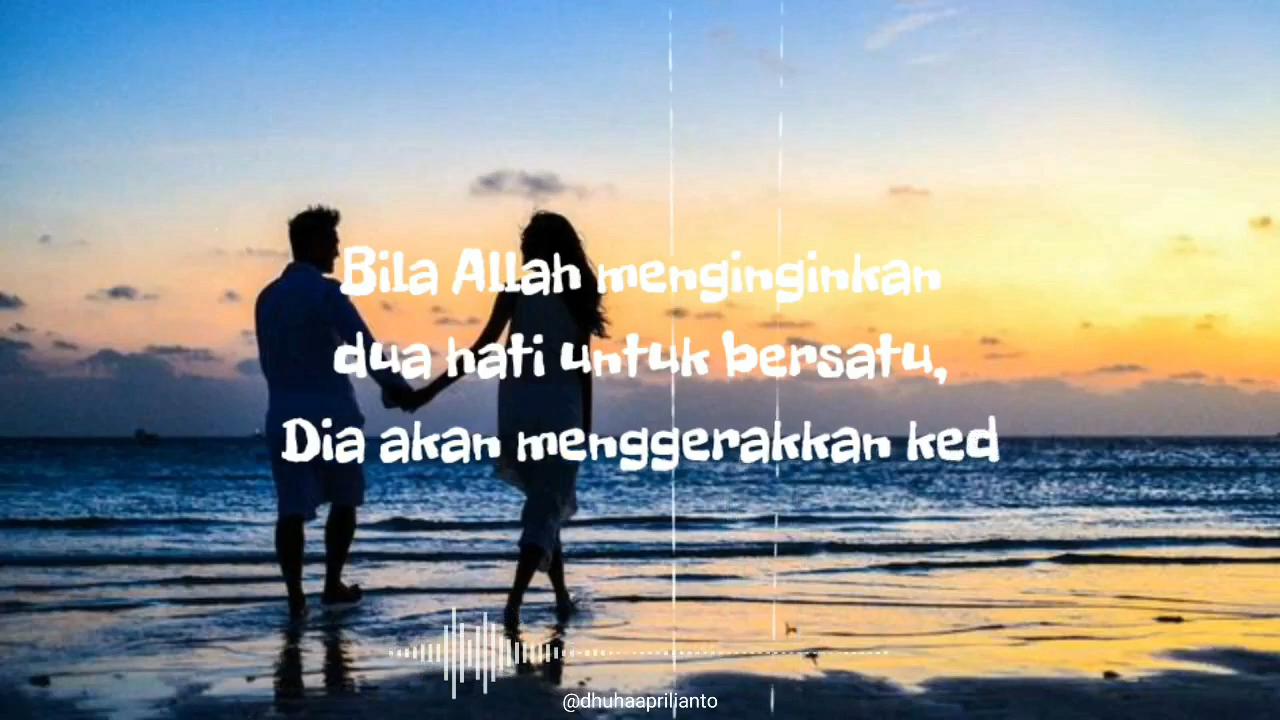 Bila Allah menginginkan
dua hati untuk bersatu,
Dia akan menggerakkan ked
@dhuhaaprilianto